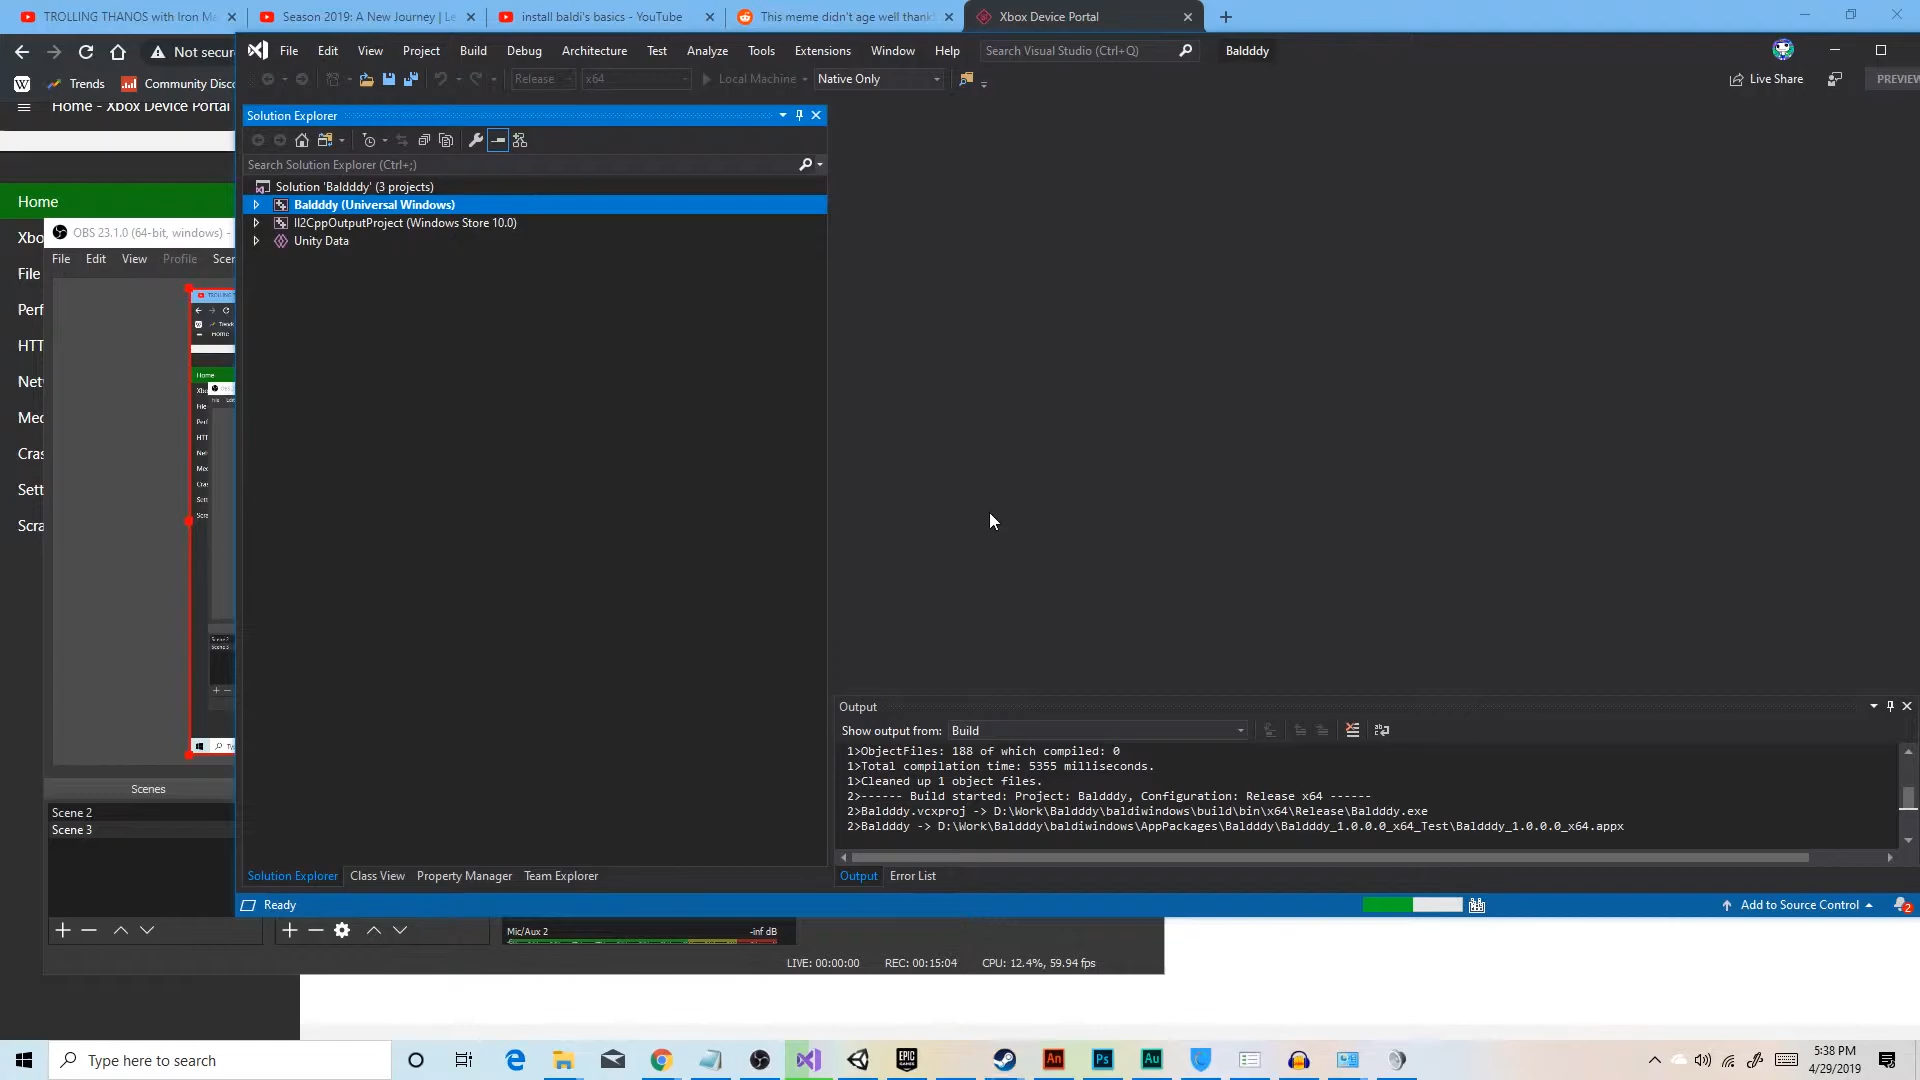 TROLLING THANOS with Iron Ma
Season 2019: A New Journey | Le
install baldi's basics - YouTube
This meme didn't age well thank
Xbox Device Portal
Not secur
Trends
Community Disc
Home - Xbox Device Portal
File Edit View Project Build Debug Architecture Test Analyze Tools Extensions Window Help
Search Visual Studio (Ctrl+Q)
Baldddy
Release x64 Local Machine Native Only
Live Share
PREVIEW
Solution Explorer
Search Solution Explorer (Ctrl+;)
Solution 'Baldddy' (3 projects)
Baldddy (Universal Windows)
Il2CppOutputProject (Windows Store 10.0)
Unity Data
Home
Xbo
File
Perf
HTT
Net
Med
Cras
Sett
Scra
OBS 23.1.0 (64-bit, windows) -
File Edit View Profile Scen
Scenes
Scene 2
Scene 3
Output
Show output from: Build
1>ObjectFiles: 188 of which compiled: 0
1>Total compilation time: 5355 milliseconds.
1>Cleaned up 1 object files.
2>------ Build started: Project: Baldddy, Configuration: Release x64 ------
2>Baldddy.vcxproj -> D:\Work\Baldddy\baldiwindows\build\bin\x64\Release\Baldddy.exe
2>Baldddy -> D:\Work\Baldddy\baldiwindows\AppPackages\Baldddy\Baldddy_1.0.0.0_x64_Test\Baldddy_1.0.0.0_x64.appx
Solution Explorer Class View Property Manager Team Explorer
Output Error List
Ready
Add to Source Control
2
Mic/Aux 2
-inf dB
LIVE: 00:00:00 REC: 00:15:04 CPU: 12.4%, 59.94 fps
Type here to search
EPIC GAMES
An
Ps
Au
5:38 PM
4/29/2019